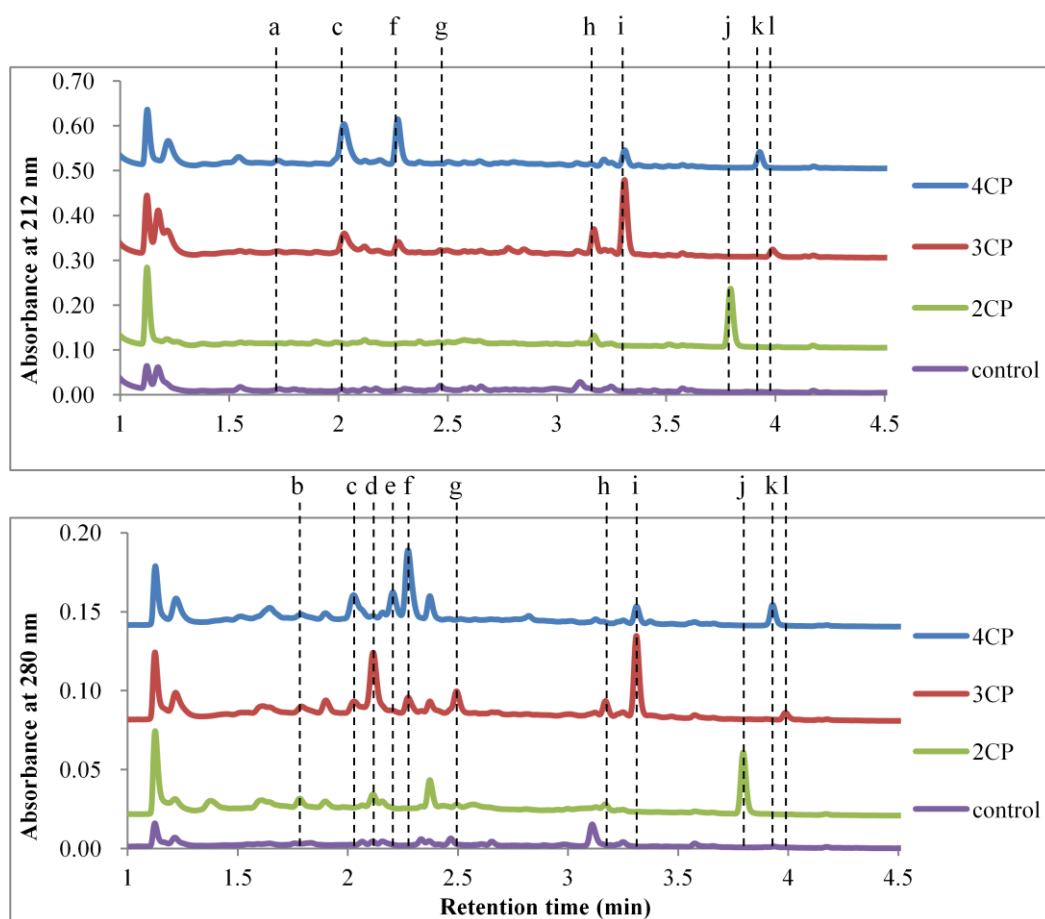 a c f g h i j k l
0.70
0.60
0.50
0.40
0.30
0.20
0.10
0.00
Absorbance at 212 nm
4CP
3CP
2CP
control
1 1.5 2 2.5 3 3.5 4 4.5
b c d e f g h i j k l
0.20
0.15
0.10
0.05
0.00
Absorbance at 280 nm
4CP
3CP
2CP
control
1 1.5 2 2.5 3 3.5 4 4.5
Retention time (min)